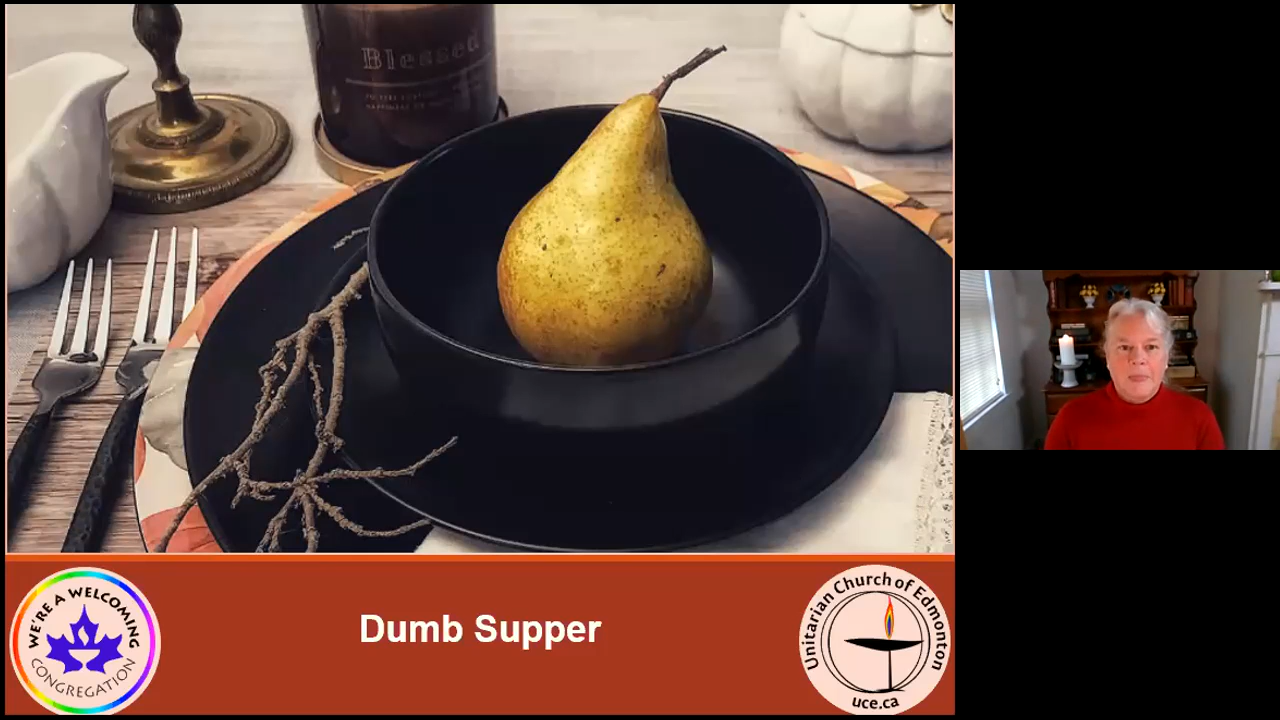 Blessed
Dumb Supper
WE'RE A WELCOMING
CONGREGATION
Unitarian Church of Edmonton
uce.ca